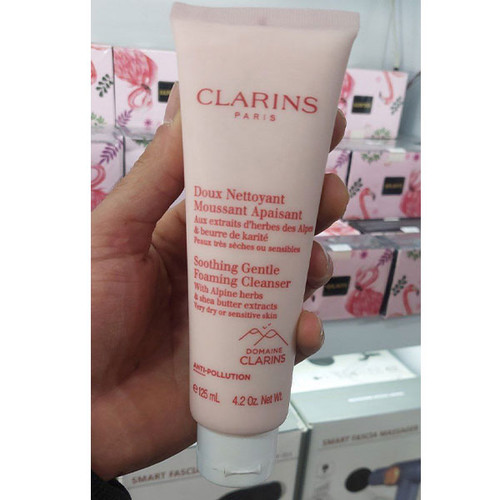 CLARINS
PARIS
Doux Nettoyant
Moussant Apaisant
Aux extraits d'herbes des Alpes
& beurre de karité
Peaux très sèches ou sensibles
Soothing Gentle
Foaming Cleanser
With Alpine herbs
& shea butter extracts
Very dry or sensitive skin
DOMAINE
CLARINS
ANTI-POLLUTION
e 125 mL 4.2 Oz. Net Wt.
SMART FASCIA
SMART FASCIA MASSAGER